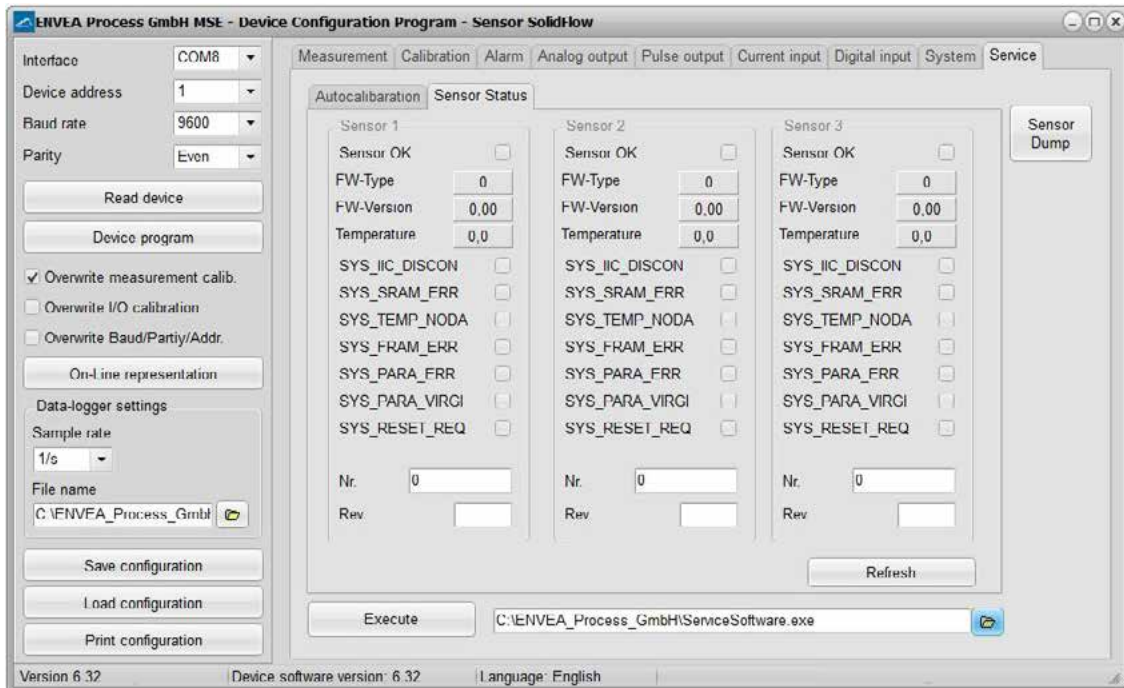 ENVEA Process GmbH MSE - Device Configuration Program - Sensor SolidFlow
Interface
COM8
Device address
1
Baud rate
9600
Parity
Even
Read device
Device program
Overwrite measurement calib.
Overwrite I/O calibration
Overwrite Baud/Partiy/Addr.
On-Line representation
Data-logger settings
Sample rate
1/s
File name
C:\ENVEA_Process_Gmbl
Save configuration
Load configuration
Print configuration
Measurement Calibration Alarm Analog output Pulse output Current input Digital input System Service
Autocalibaration Sensor Status
Sensor 1
Sensor OK
FW-Type 0
FW-Version 0,00
Temperature 0,0
SYS_IIC_DISCON
SYS_SRAM_ERR
SYS_TEMP_NODA
SYS_FRAM_ERR
SYS_PARA_ERR
SYS_PARA_VIRGI
SYS_RESET_REQ
Nr. 0
Rev
Sensor 2
Sensor OK
FW-Type 0
FW-Version 0,00
Temperature 0,0
SYS_IIC_DISCON
SYS_SRAM_ERR
SYS_TEMP_NODA
SYS_FRAM_ERR
SYS_PARA_ERR
SYS_PARA_VIRGI
SYS_RESET_REQ
Nr. 0
Rev
Sensor 3
Sensor OK
FW-Type 0
FW-Version 0,00
Temperature 0,0
SYS_IIC_DISCON
SYS_SRAM_ERR
SYS_TEMP_NODA
SYS_FRAM_ERR
SYS_PARA_ERR
SYS_PARA_VIRGI
SYS_RESET_REQ
Nr. 0
Rev
Sensor
Dump
Refresh
Execute
C:\ENVEA_Process_GmbH\ServiceSoftware.exe
Version 6.32
Device software version: 6.32
Language: English